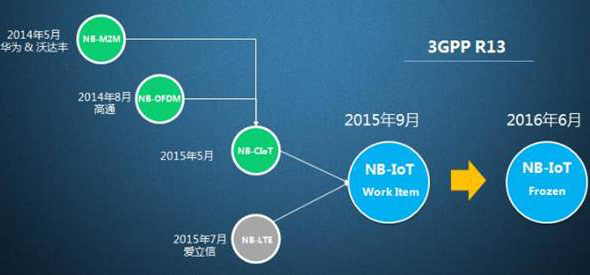 2014年5月
华为 & 沃达丰
NB-M2M
3GPP R13
2014年8月
高通
NB-OFDM
2015年5月
NB-CIoT
2015年7月
爱立信
NB-LTE
2015年9月
NB-IoT
Work Item
2016年6月
NB-IoT
Frozen